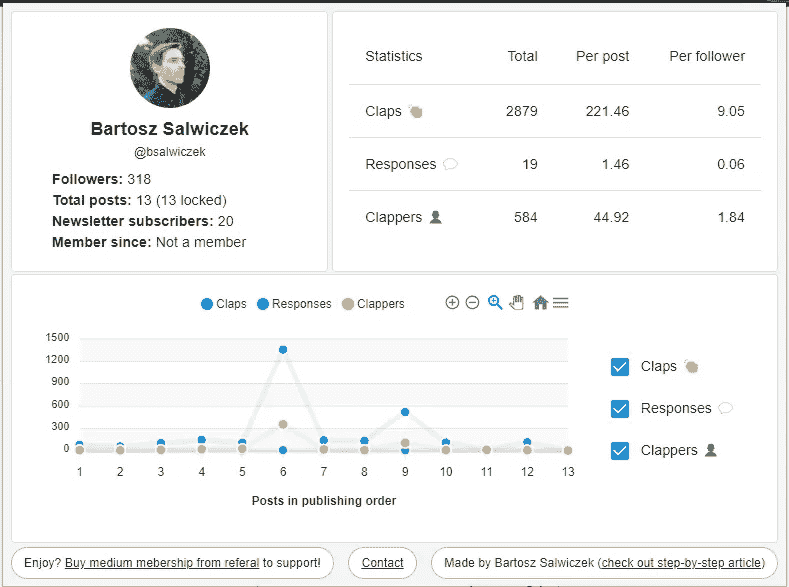 Bartosz Salwiczek
@bsalwiczek
Followers: 318
Total posts: 13 (13 locked)
Newsletter subscribers: 20
Member since: Not a member
Statistics Total Per post Per follower
Claps 2879 221.46 9.05
Responses 19 1.46 0.06
Clappers 584 44.92 1.84
Claps Responses Clappers
1500
1200
900
600
300
0
1 2 3 4 5 6 7 8 9 10 11 12 13
Posts in publishing order
Claps
Responses
Clappers
Enjoy? Buy medium mebership from referal to support!
Contact
Made by Bartosz Salwiczek (check out step-by-step article)